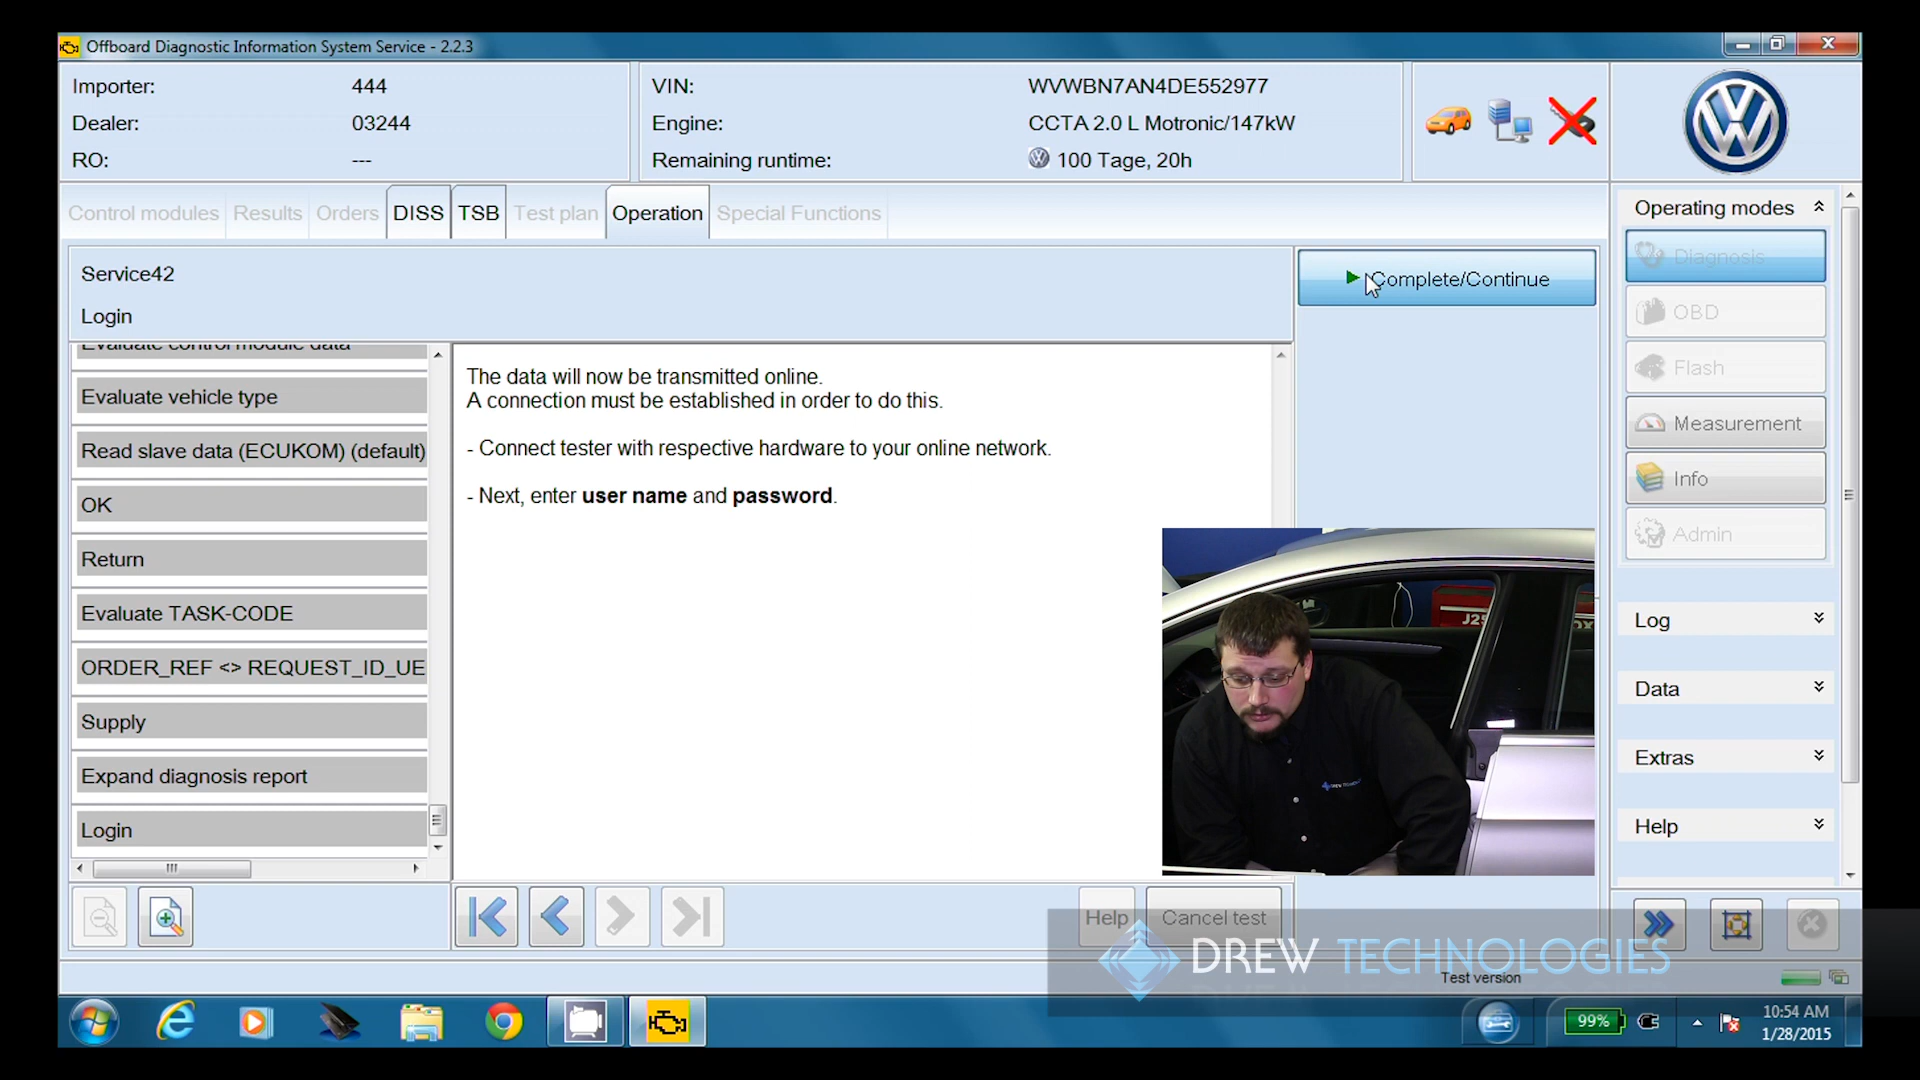 Offboard Diagnostic Information System Service - 2.2.3
Importer: 444
Dealer: 03244
RO: ---
VIN: WVWBN7AN4DE552977
Engine: CCTA 2.0 L Motronic/147kW
Remaining runtime: 100 Tage, 20h
Control modules Results Orders DISS TSB Test plan Operation Special Functions
Service42
Login
Complete/Continue
Evaluate control module data
Evaluate vehicle type
Read slave data (ECUKOM) (default)
OK
Return
Evaluate TASK-CODE
ORDER_REF <> REQUEST_ID_UE
Supply
Expand diagnosis report
Login
The data will now be transmitted online.
A connection must be established in order to do this.
- Connect tester with respective hardware to your online network.
- Next, enter user name and password.
Help
Cancel test
Operating modes
Diagnosis
OBD
Flash
Measurement
Info
Admin
Log
Data
Extras
Help
DREW TECHNOLOGIES
Test version
99%
10:54 AM
1/28/2015